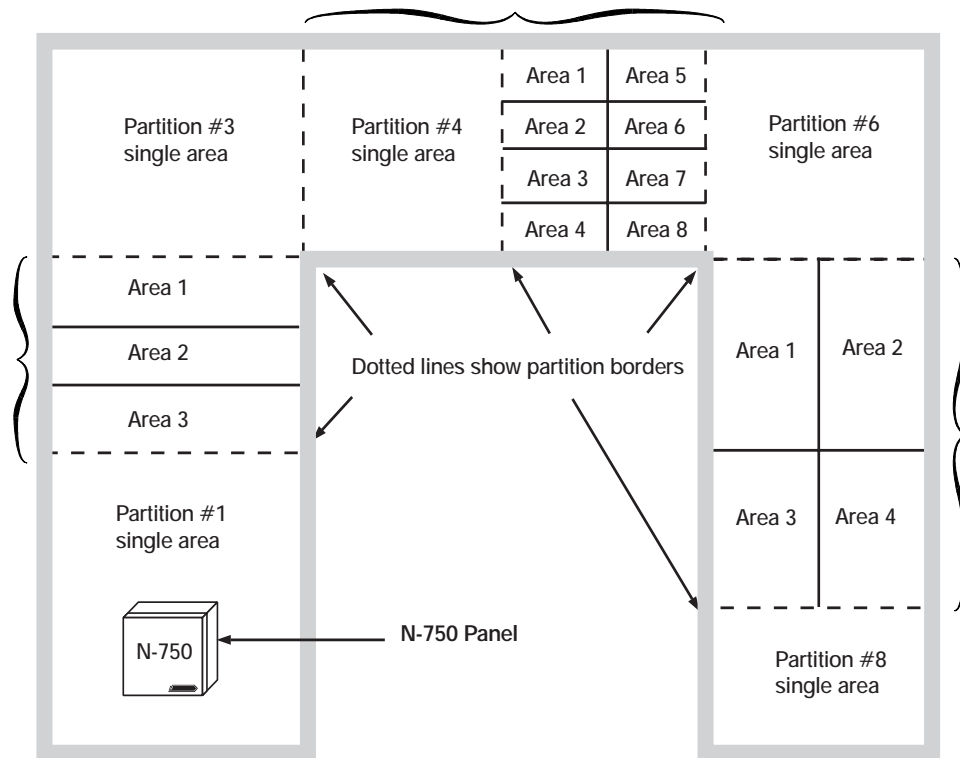 Partition #3
single area
Partition #4
single area
Area 1
Area 5
Area 2
Area 6
Area 3
Area 7
Area 4
Area 8
Partition #6
single area
Area 1
Area 2
Area 3
Dotted lines show partition borders
Area 1
Area 2
Area 3
Area 4
Partition #1
single area
N-750
N-750 Panel
Partition #8
single area